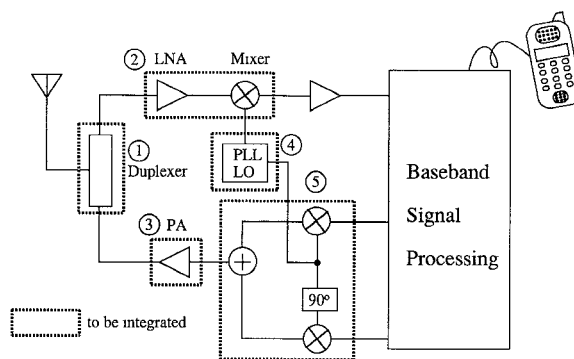 ② LNA Mixer
① Duplexer
PLL LO ④
⑤
③ PA
90°
Baseband
Signal
Processing
to be integrated